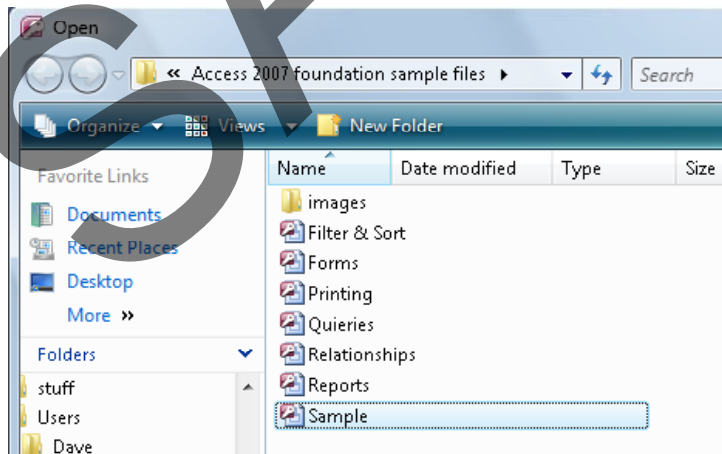 Open
« Access 2007 foundation sample files
Search
Organize Views New Folder
Favorite Links
Documents
Recent Places
Desktop
More »
Folders
stuff
Users
Dave
Name Date modified Type Size
images
Filter & Sort
Forms
Printing
Quieries
Relationships
Reports
Sample